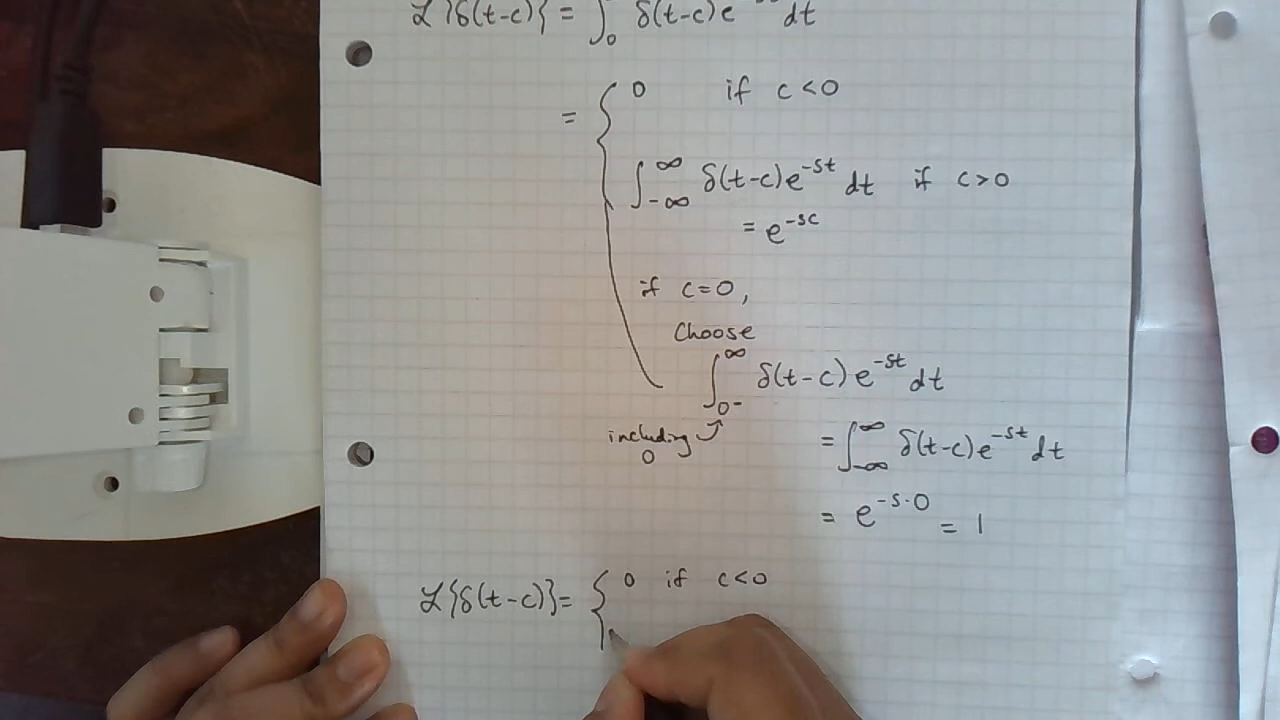 ℒ{δ(t-c)} = ∫₀ δ(t-c)e dt
= { 0 if c<0
∫_{-∞}^{∞} δ(t-c)e^{-st} dt if c>0
= e^{-sc}
if c=0,
Choose
∫_{0-}^{∞} δ(t-c) e^{-st} dt
including
0
= ∫_{-∞}^{∞} δ(t-c)e^{-st} dt
= e^{-s·0} = 1
ℒ{δ(t-c)} = { 0 if c<0